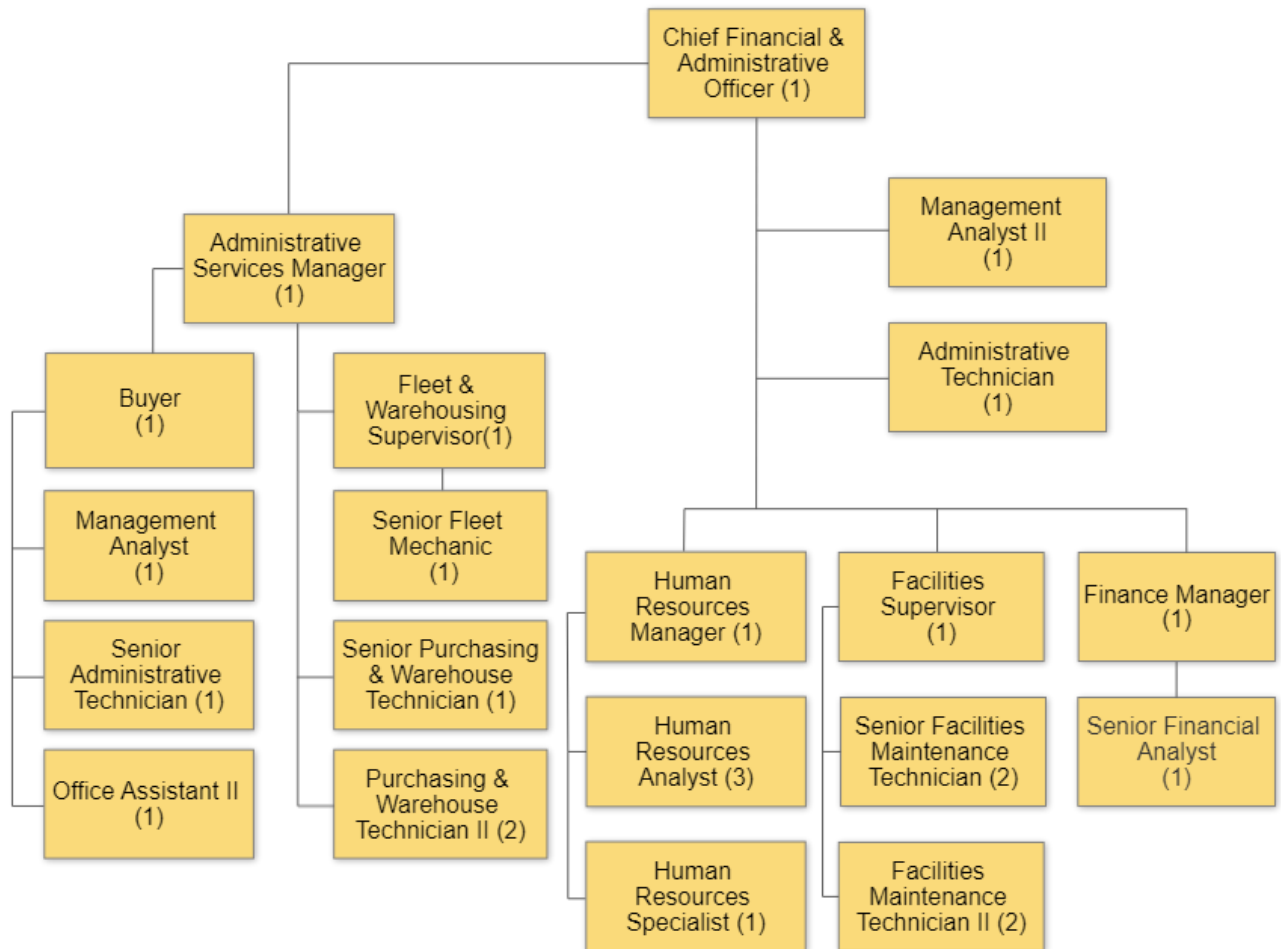 Chief Financial &
Administrative
Officer (1)
Management
Analyst II
(1)
Administrative
Services Manager
(1)
Administrative
Technician
(1)
Buyer
(1)
Fleet &
Warehousing
Supervisor(1)
Management
Analyst
(1)
Senior Fleet
Mechanic
(1)
Senior
Administrative
Technician (1)
Senior Purchasing
& Warehouse
Technician (1)
Office Assistant II
(1)
Purchasing &
Warehouse
Technician II (2)
Human
Resources
Manager (1)
Facilities
Supervisor
(1)
Finance Manager
(1)
Human
Resources
Analyst (3)
Senior Facilities
Maintenance
Technician (2)
Senior Financial
Analyst
(1)
Human
Resources
Specialist (1)
Facilities
Maintenance
Technician II (2)